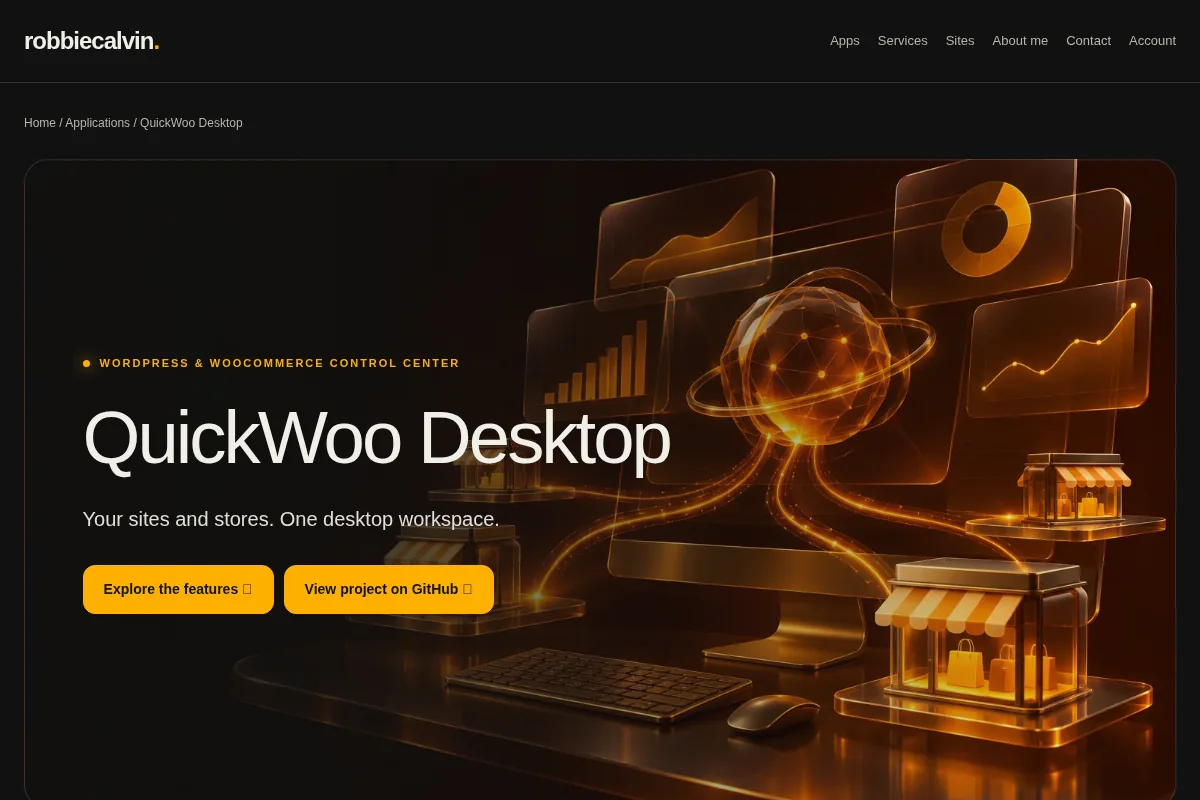 robbiecalvin.
Apps Services Sites About me Contact Account
Home / Applications / QuickWoo Desktop
WORDPRESS & WOOCOMMERCE CONTROL CENTER
QuickWoo Desktop
Your sites and stores. One desktop workspace.
Explore the features View project on GitHub